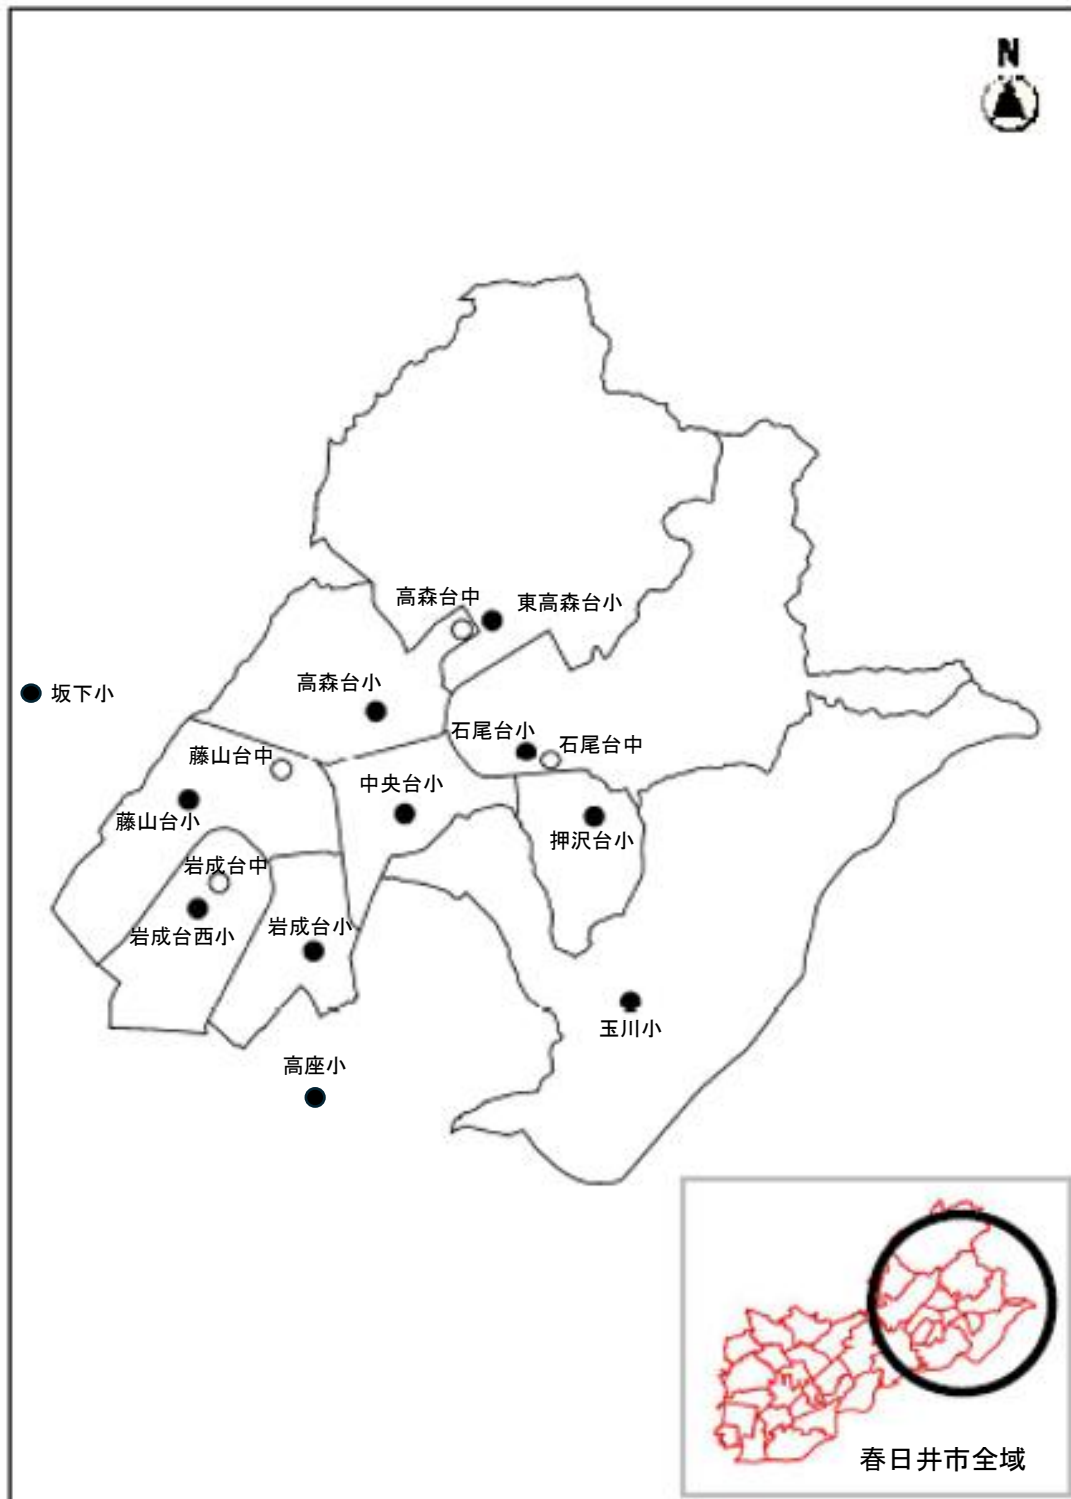 N
高森台中
東高森台小
坂下小
高森台小
石尾台小
石尾台中
藤山台中
中央台小
藤山台小
押沢台小
岩成台中
岩成台西小
岩成台小
玉川小
高座小
春日井市全域